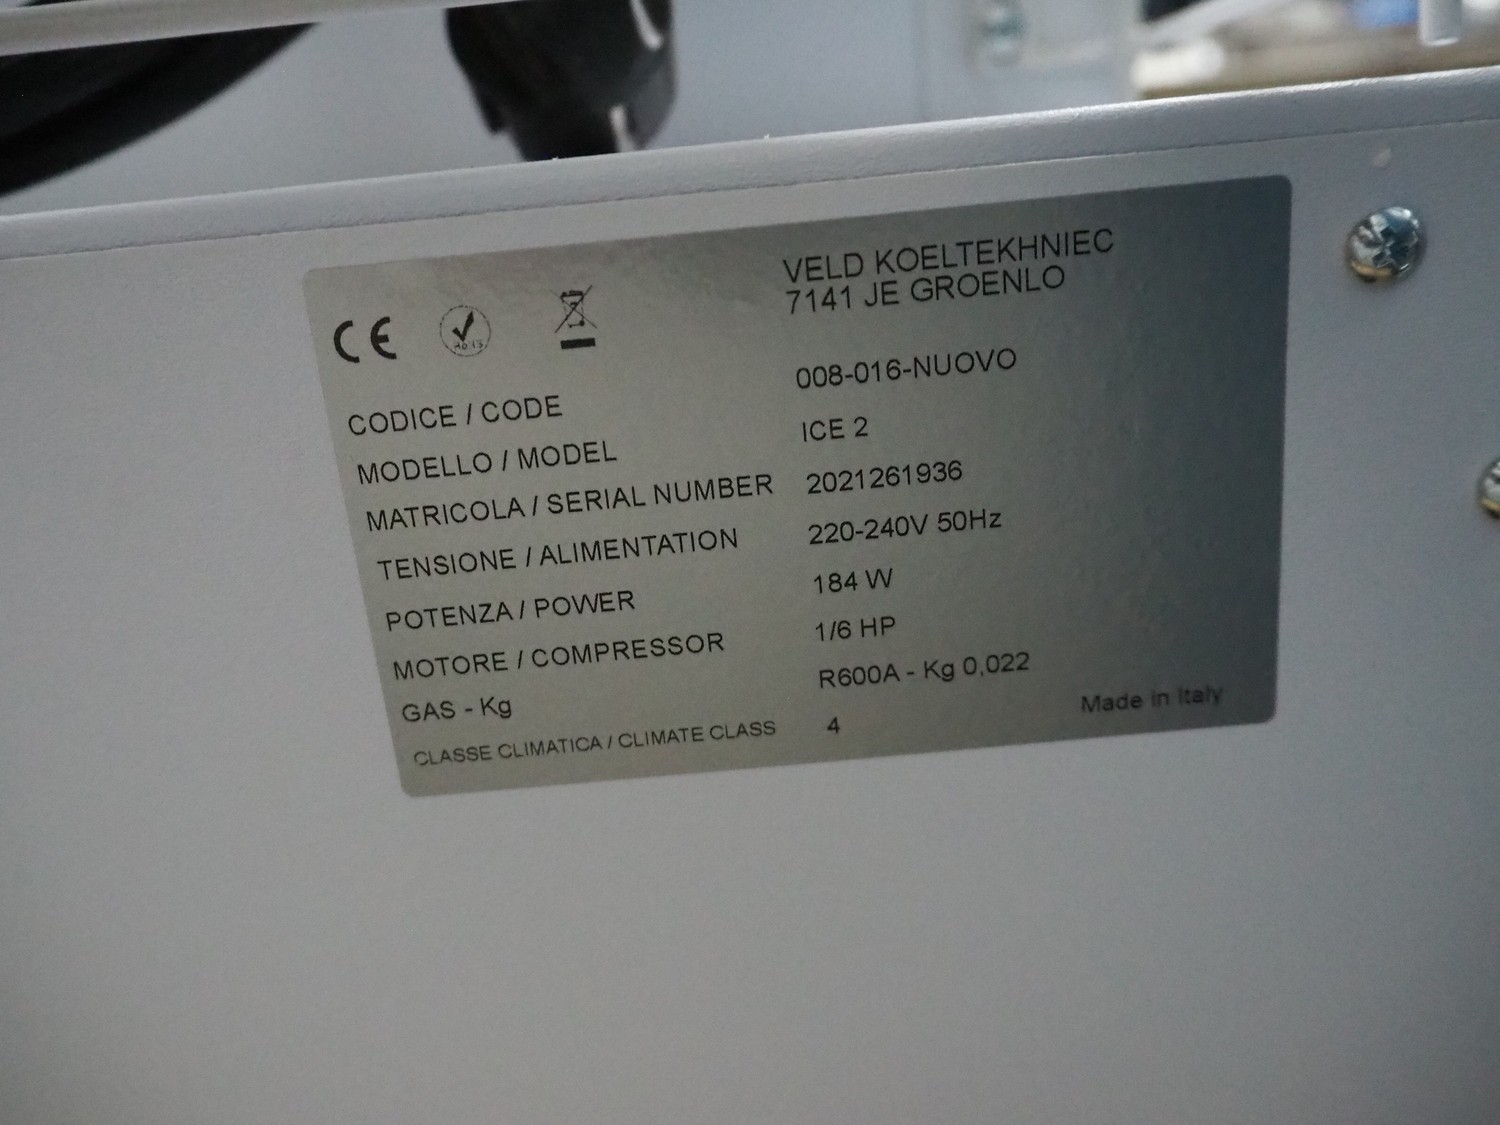 VELD KOELTEKHNIEC
7141 JE GROENLO
CE RoHS
CODICE / CODE 008-016-NUOVO
MODELLO / MODEL ICE 2
MATRICOLA / SERIAL NUMBER 2021261936
TENSIONE / ALIMENTATION 220-240V 50Hz
POTENZA / POWER 184 W
MOTORE / COMPRESSOR 1/6 HP
GAS - Kg R600A - Kg 0,022
CLASSE CLIMATICA / CLIMATE CLASS 4
Made in Italy